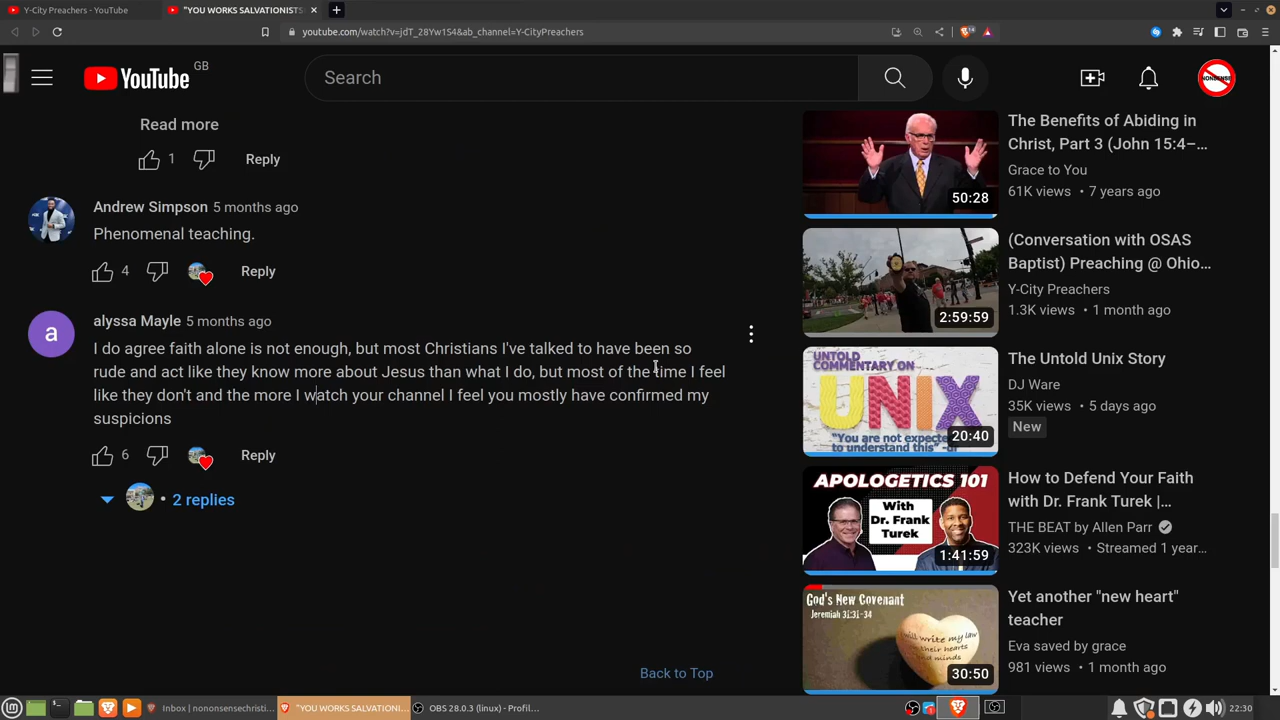 Y-City Preachers - YouTube
"YOU WORKS SALVATIONISTS
youtube.com/watch?v=jdT_28Yw1S4&ab_channel=Y-CityPreachers
YouTube
GB
Search
NONSENSE
Read more
1
Reply
Andrew Simpson 5 months ago
Phenomenal teaching.
4
Reply
a
alyssa Mayle 5 months ago
I do agree faith alone is not enough, but most Christians I've talked to have been so
rude and act like they know more about Jesus than what I do, but most of the time I feel
like they don't and the more I watch your channel I feel you mostly have confirmed my
suspicions
6
Reply
• 2 replies
Back to Top
50:28
The Benefits of Abiding in
Christ, Part 3 (John 15:4–...
Grace to You
61K views • 7 years ago
2:59:59
(Conversation with OSAS
Baptist) Preaching @ Ohio...
Y-City Preachers
1.3K views • 1 month ago
UNTOLD
COMMENTARY ON
UNIX
"You are not expected
to understand this"
20:40
The Untold Unix Story
DJ Ware
35K views • 5 days ago
New
APOLOGETICS 101
With
Dr. Frank
Turek
1:41:59
How to Defend Your Faith
with Dr. Frank Turek |...
THE BEAT by Allen Parr
323K views • Streamed 1 year...
God's New Covenant
Jeremiah 31:31-34
I will write my law
on their hearts
and minds
30:50
Yet another "new heart"
teacher
Eva saved by grace
981 views • 1 month ago
Inbox | nononsensechristi...
"YOU WORKS SALVATIONI...
OBS 28.0.3 (linux) - Profil...
22:30